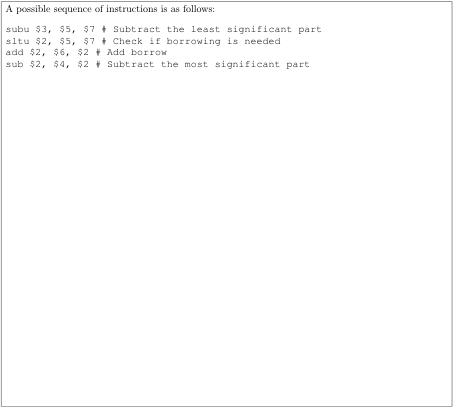 A possible sequence of instructions is as follows:
subu $3, $5, $7 # Subtract the least significant part
sltu $2, $5, $7 # Check if borrowing is needed
add $2, $6, $2 # Add borrow
sub $2, $4, $2 # Subtract the most significant part